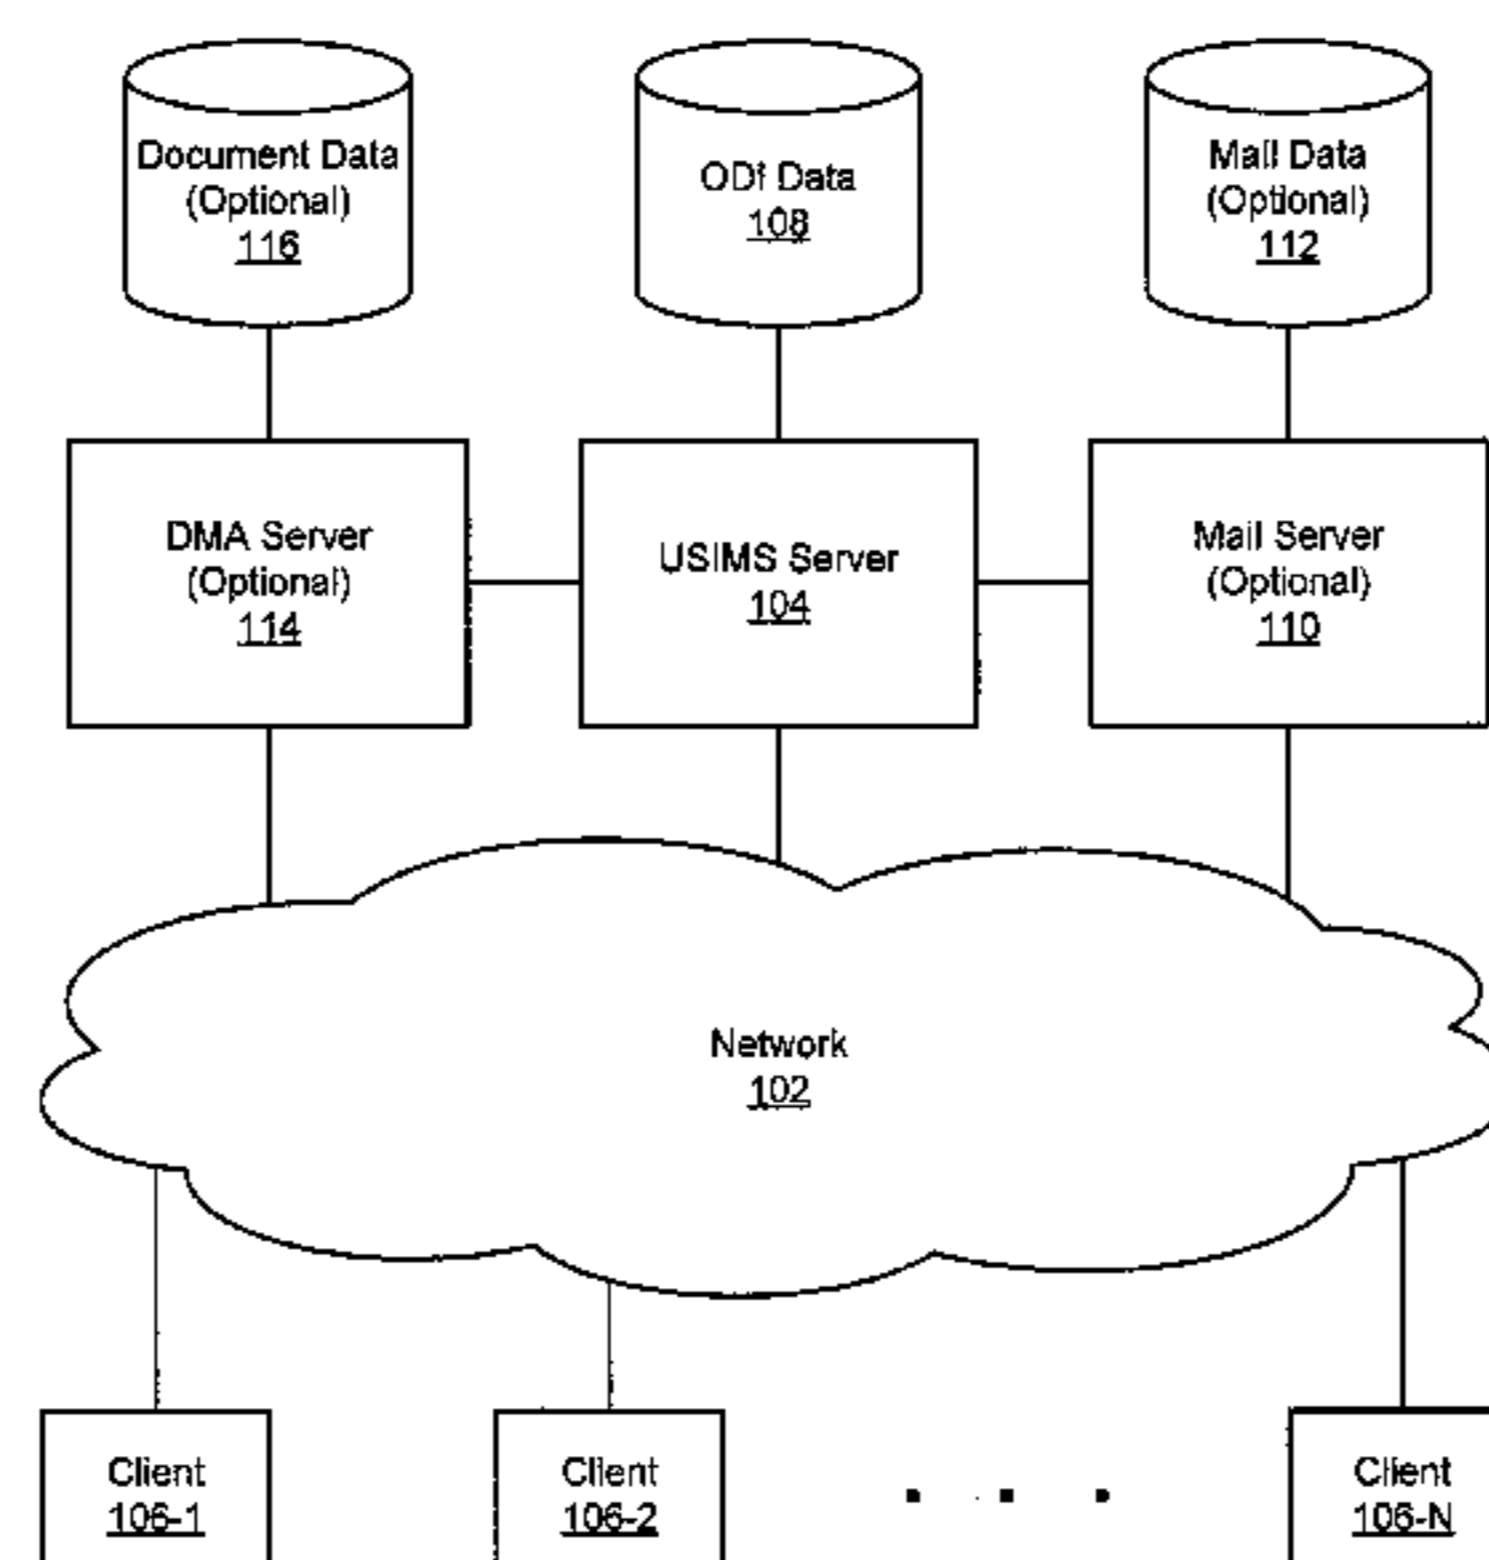 Document Data
(Optional)
116
ODI Data
108
Mail Data
(Optional)
112
DMA Server
(Optional)
114
USIMS Server
104
Mail Server
(Optional)
110
Network
102
Client
106-1
Client
106-2
. . .
Client
106-N